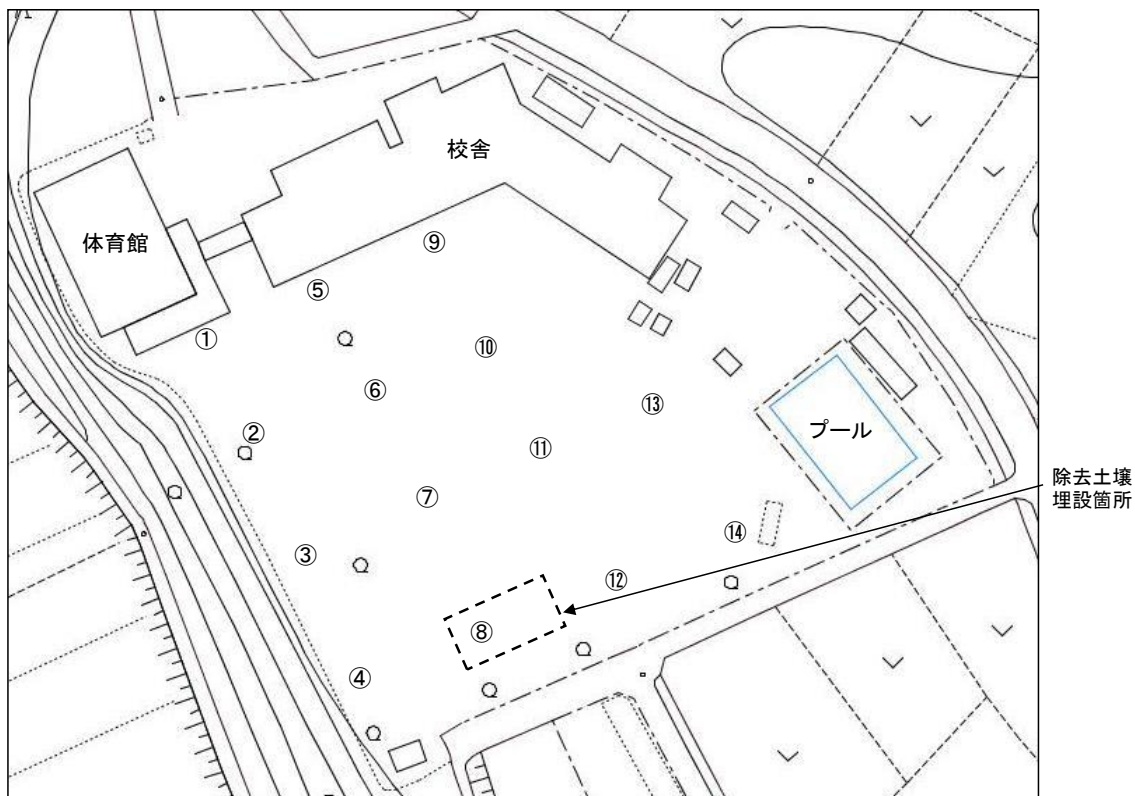 校舎
体育館
⑨
⑤
①
⑩
⑥
⑬
プール
②
⑪
除去土壌
埋設箇所
⑦
⑭
③
⑫
⑧
④